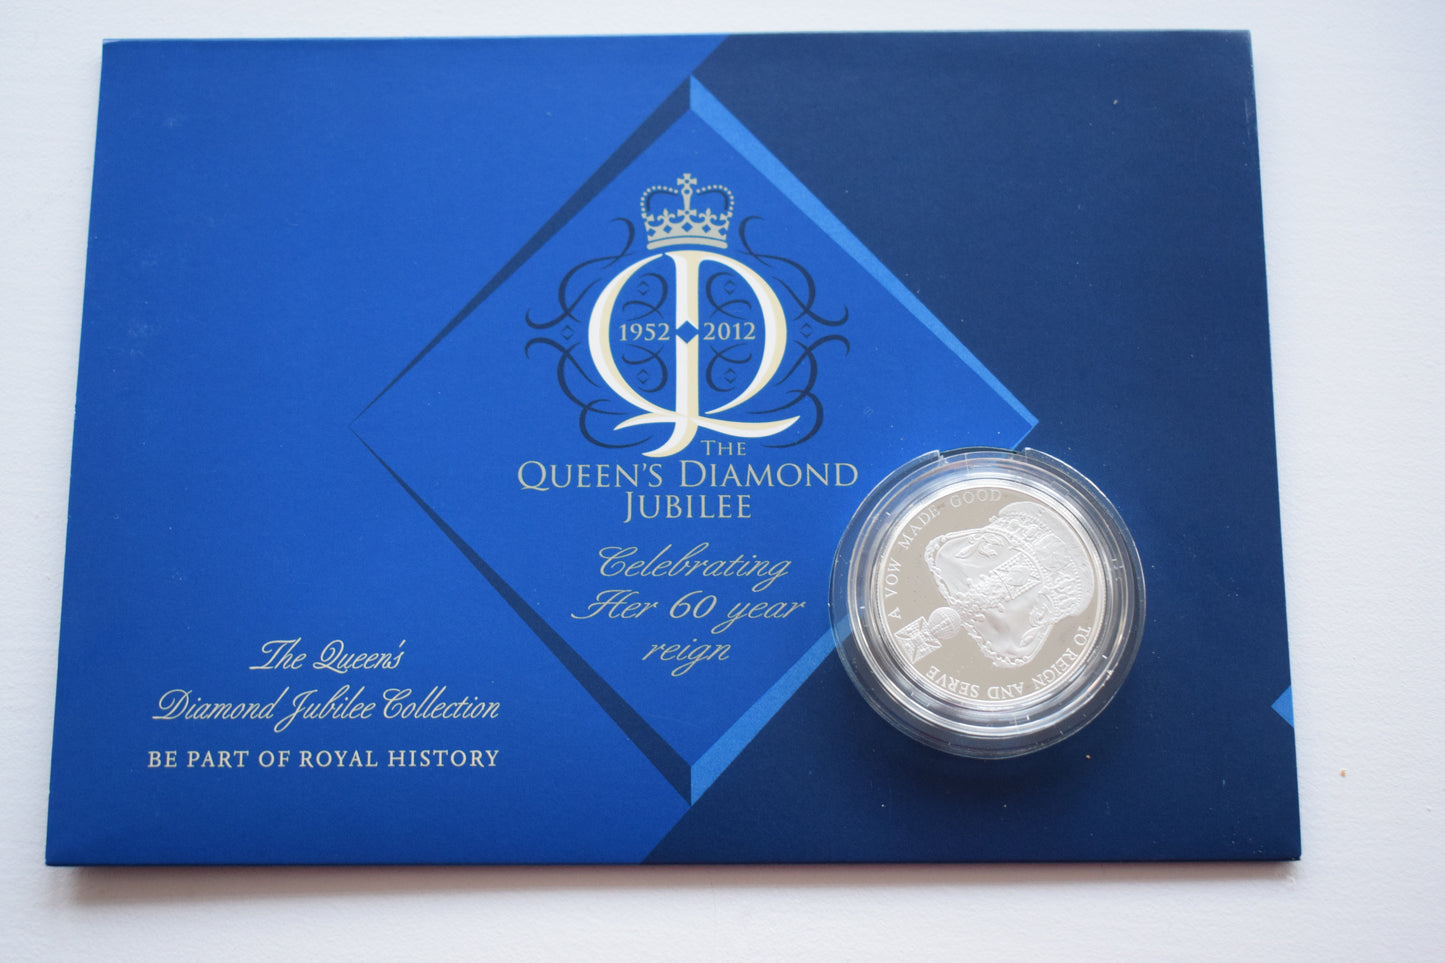 1952 2012
THE
QUEEN'S DIAMOND
JUBILEE
Celebrating
Her 60 year
reign
The Queen's
Diamond Jubilee Collection
BE PART OF ROYAL HISTORY
A VOW MADE GOOD
TO REIGN AND SERVE